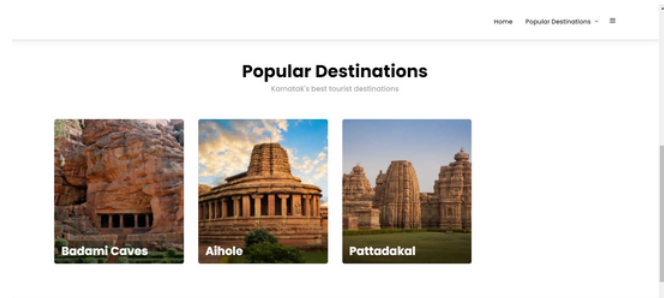 Home Popular Destinations
Popular Destinations
Karnatak's best tourist destinations
Badami Caves
Aihole
Pattadakal